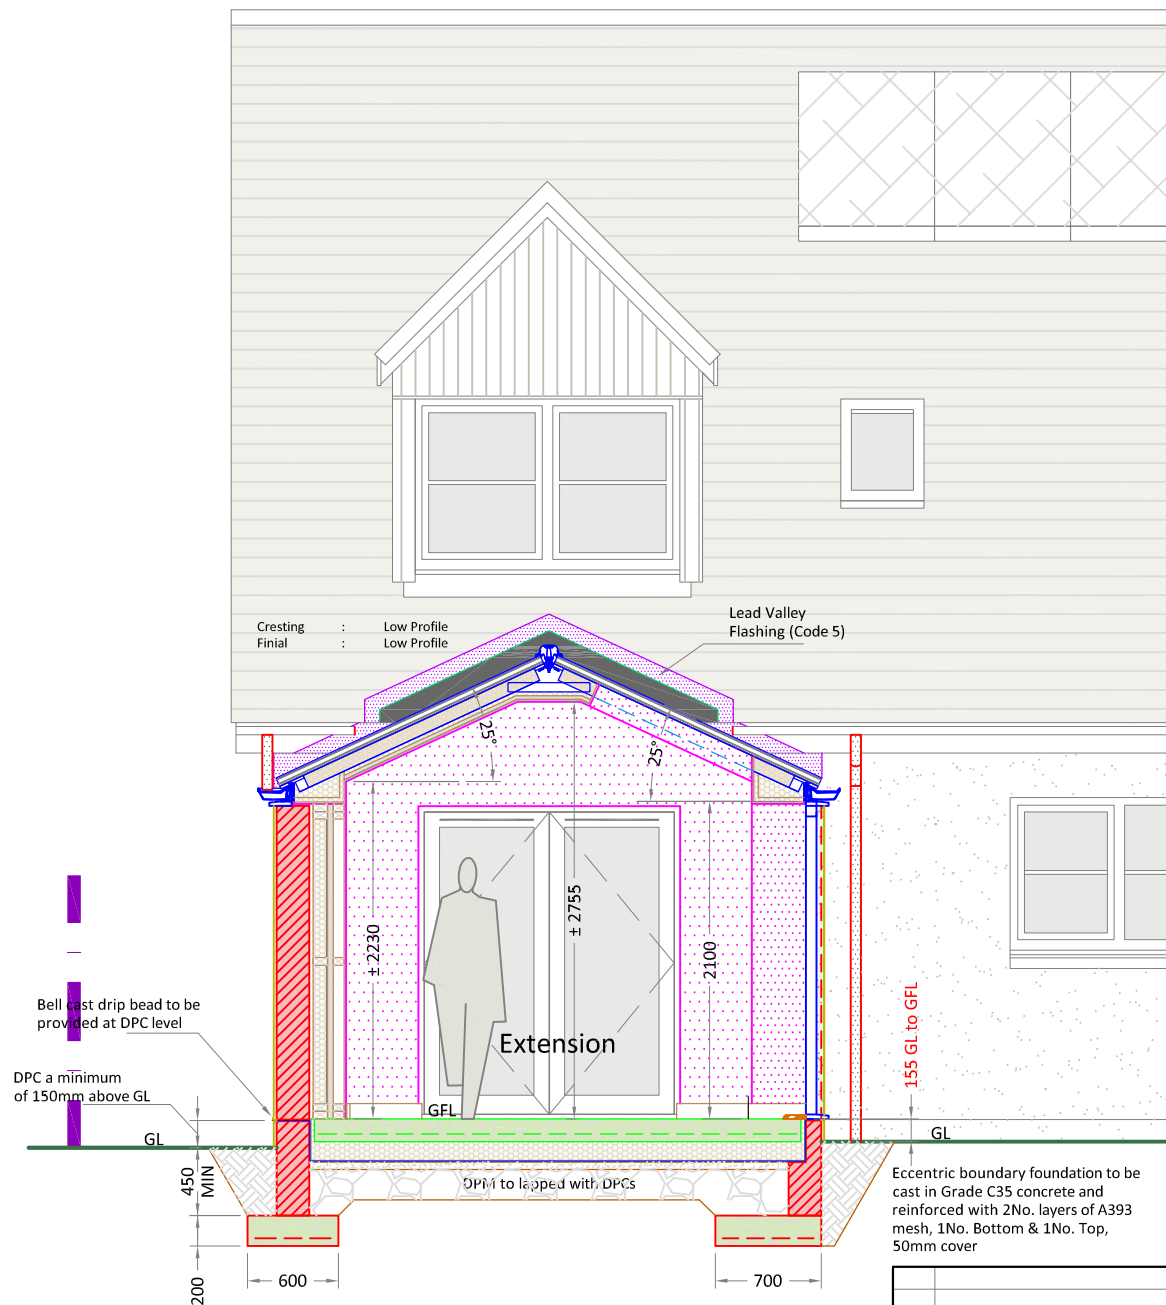 Lead Valley
Flashing (Code 5)
Cresting : Low Profile
Finial : Low Profile
25°
25°
± 2230
± 2755
2100
Extension
155 GL to GFL
Bell cast drip bead to be
provided at DPC level
DPC a minimum
of 150mm above GL
GL
GFL
GL
450
MIN
DPM to lapped with DPCs
Eccentric boundary foundation to be
cast in Grade C35 concrete and
reinforced with 2No. layers of A393
mesh, 1No. Bottom & 1No. Top,
50mm cover
200
600
700